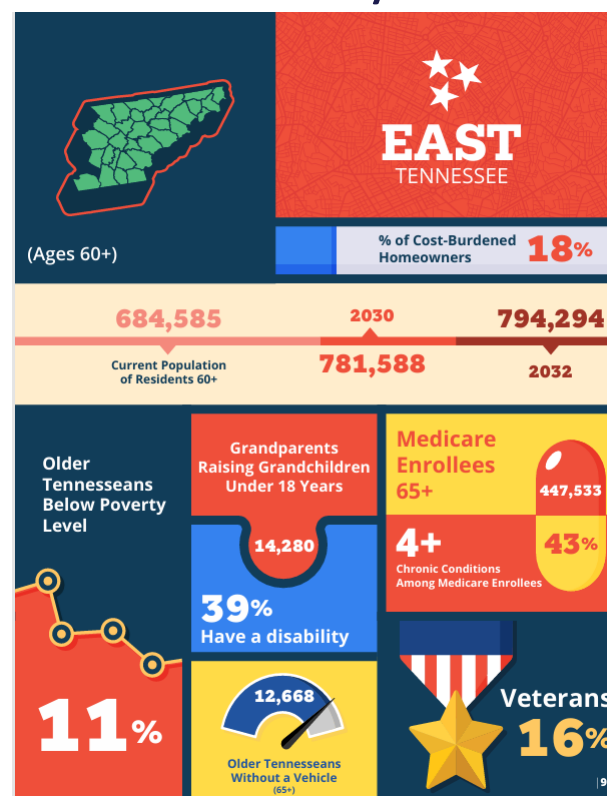 EAST
TENNESSEE
(Ages 60+)
% of Cost-Burdened
Homeowners
18%
684,585
Current Population
of Residents 60+
2030
781,588
794,294
2032
Older
Tennesseans
Below Poverty
Level
11%
Grandparents
Raising Grandchildren
Under 18 Years
14,280
39%
Have a disability
12,668
Older Tennesseans
Without a Vehicle
(65+)
Medicare
Enrollees
65+
447,533
4+
Chronic Conditions
Among Medicare Enrollees
43%
Veterans
16%
| 9